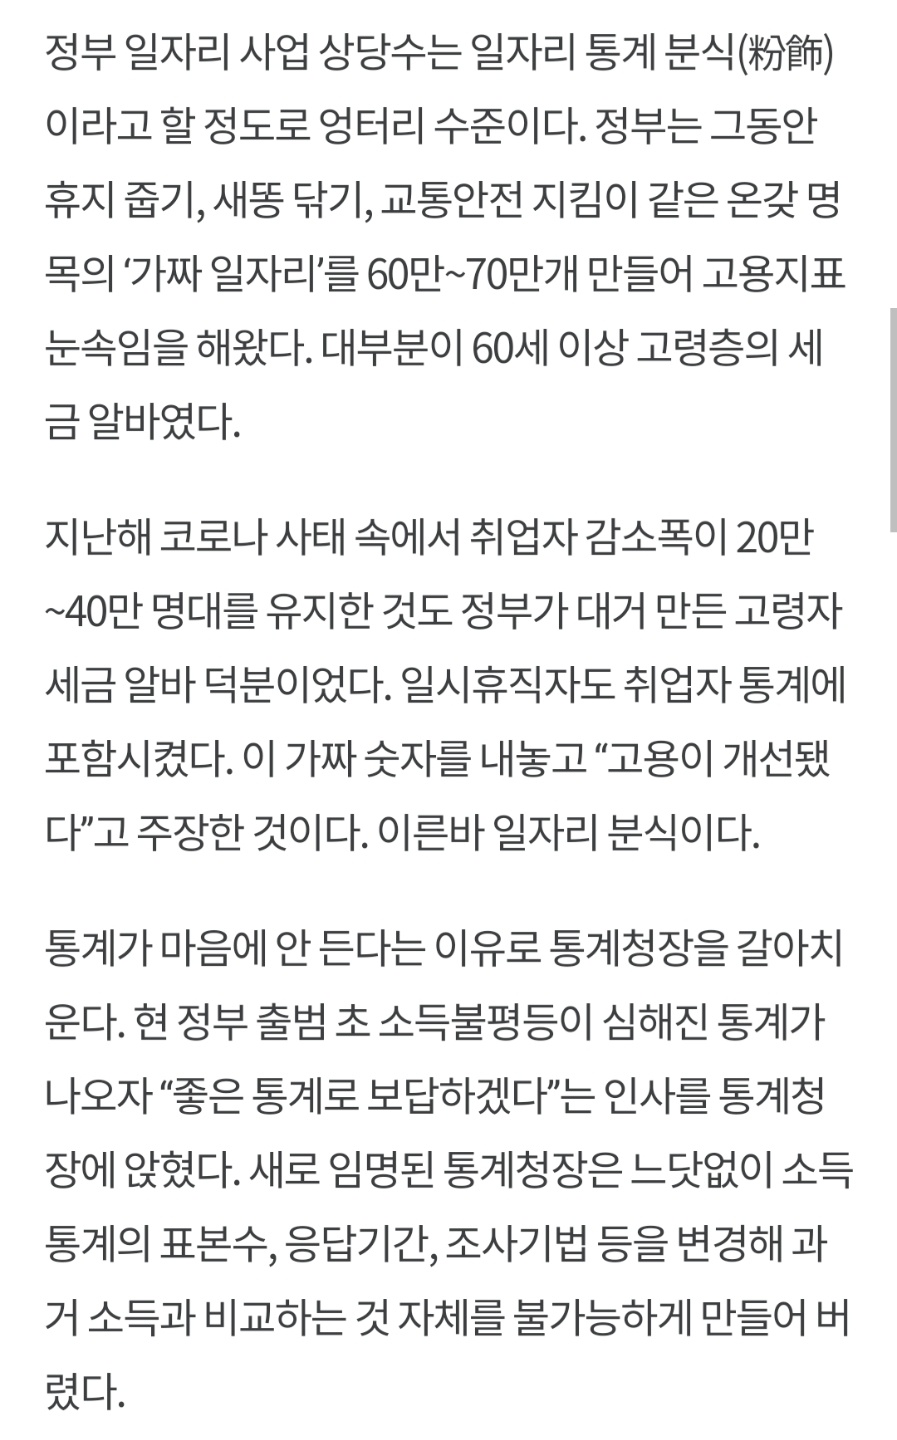 정부 일자리 사업 상당수는 일자리 통계 분식(粉飾)
이라고 할 정도로 엉터리 수준이다. 정부는 그동안
휴지 줍기, 새똥 닦기, 교통안전 지킴이 같은 온갖 명
목의 ‘가짜 일자리’를 60만~70만개 만들어 고용지표
눈속임을 해왔다. 대부분이 60세 이상 고령층의 세
금 알바였다.
지난해 코로나 사태 속에서 취업자 감소폭이 20만
~40만 명대를 유지한 것도 정부가 대거 만든 고령자
세금 알바 덕분이었다. 일시휴직자도 취업자 통계에
포함시켰다. 이 가짜 숫자를 내놓고 “고용이 개선됐
다”고 주장한 것이다. 이른바 일자리 분식이다.
통계가 마음에 안 든다는 이유로 통계청장을 갈아치
운다. 현 정부 출범 초 소득불평등이 심해진 통계가
나오자 “좋은 통계로 보답하겠다”는 인사를 통계청
장에 앉혔다. 새로 임명된 통계청장은 느닷없이 소득
통계의 표본수, 응답기간, 조사기법 등을 변경해 과
거 소득과 비교하는 것 자체를 불가능하게 만들어 버
렸다.